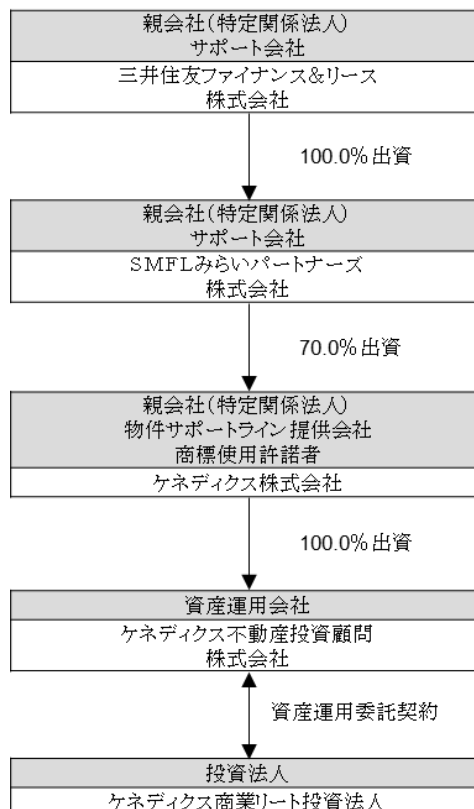 親会社(特定関係法人)
サポート会社
三井住友ファイナンス&リース
株式会社
100.0% 出資
親会社(特定関係法人)
サポート会社
SMFLみらいパートナーズ
株式会社
70.0% 出資
親会社(特定関係法人)
物件サポートライン提供会社
商標使用許諾者
ケネディクス株式会社
100.0% 出資
資産運用会社
ケネディクス不動産投資顧問
株式会社
資産運用委託契約
投資法人
ケネディクス商業リート投資法人